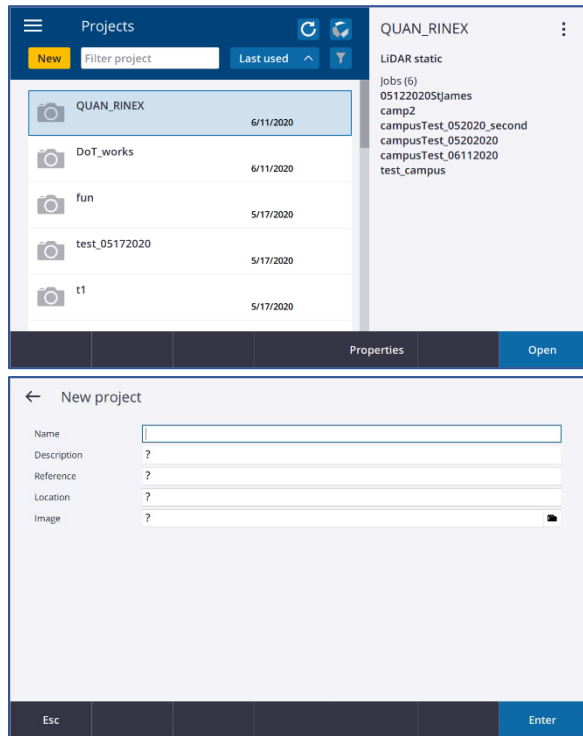 Projects
New
Filter project
Last used
QUAN_RINEX
6/11/2020
DoT_works
6/11/2020
fun
5/17/2020
test_05172020
5/17/2020
t1
5/17/2020
QUAN_RINEX
LiDAR static
Jobs (6)
05122020StJames
camp2
campusTest_052020_second
campusTest_05202020
campusTest_06112020
test_campus
Properties
Open
New project
Name
Description ?
Reference ?
Location ?
Image ?
Esc
Enter